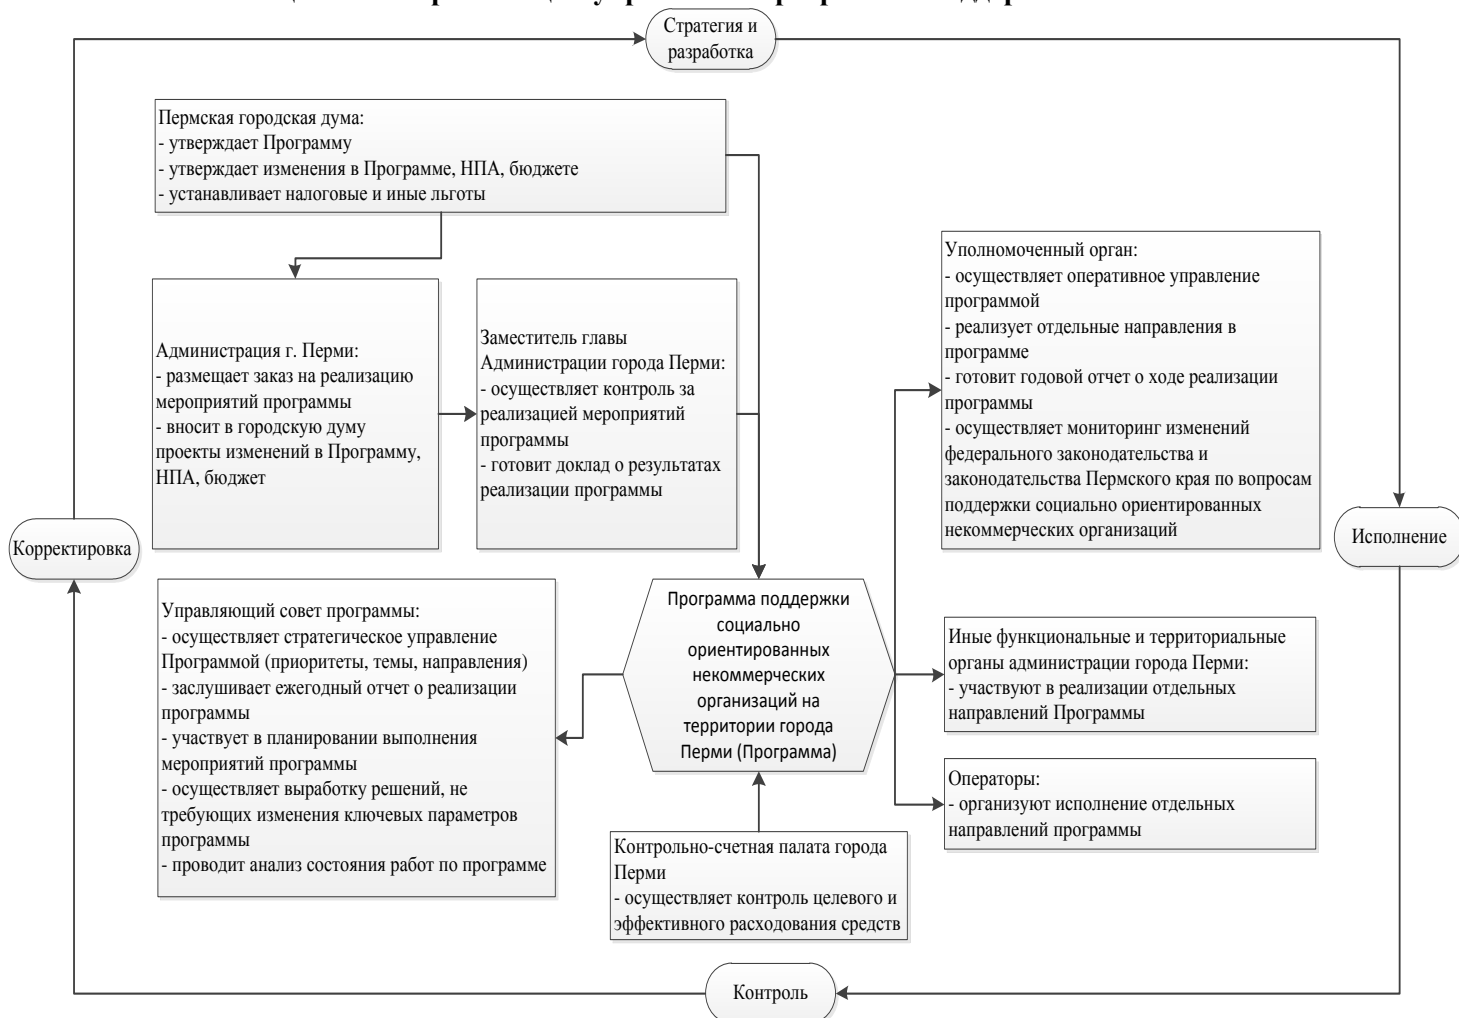 Стратегия и
разработка
Пермская городская дума:
- утверждает Программу
- утверждает изменения в Программе, НПА, бюджете
- устанавливает налоговые и иные льготы
Администрация г. Перми:
- размещает заказ на реализацию
мероприятий программы
- вносит в городскую думу
проекты изменений в Программу,
НПА, бюджет
Заместитель главы
Администрации города Перми:
- осуществляет контроль за
реализацией мероприятий
программы
- готовит доклад о результатах
реализации программы
Уполномоченный орган:
- осуществляет оперативное управление
программой
- реализует отдельные направления в
программе
- готовит годовой отчет о ходе реализации
программы
- осуществляет мониторинг изменений
федерального законодательства и
законодательства Пермского края по вопросам
поддержки социально ориентированных
некоммерческих организаций
Корректировка
Исполнение
Управляющий совет программы:
- осуществляет стратегическое управление
Программой (приоритеты, темы, направления)
- заслушивает ежегодный отчет о реализации
программы
- участвует в планировании выполнения
мероприятий программы
- осуществляет выработку решений, не
требующих изменения ключевых параметров
программы
- проводит анализ состояния работ по программе
Программа поддержки
социально
ориентированных
некоммерческих
организаций на
территории города
Перми (Программа)
Иные функциональные и территориальные
органы администрации города Перми:
- участвуют в реализации отдельных
направлений Программы
Операторы:
- организуют исполнение отдельных
направлений программы
Контрольно-счетная палата города
Перми
- осуществляет контроль целевого и
эффективного расходования средств
Контроль